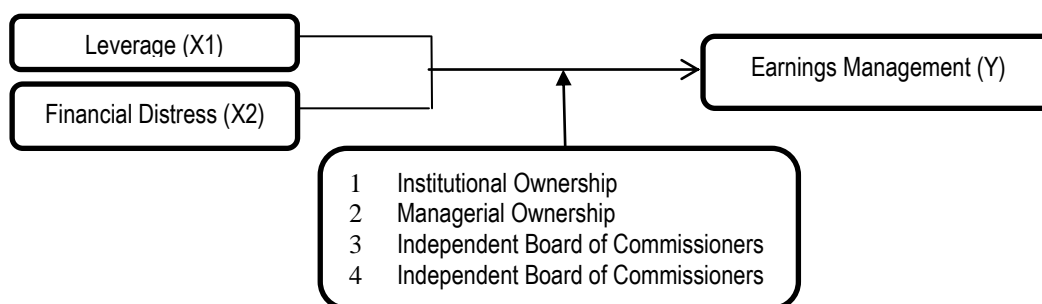 Leverage (X1)
Earnings Management (Y)
Financial Distress (X2)
1 Institutional Ownership
2 Managerial Ownership
3 Independent Board of Commissioners
4 Independent Board of Commissioners